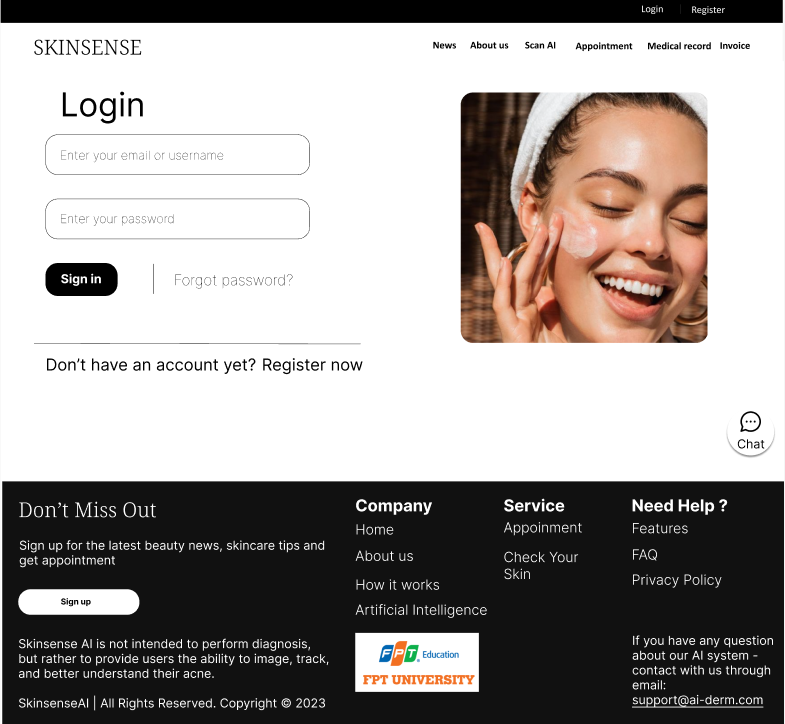 Login
Register
SKINSENSE
News
About us
Scan AI
Appointment
Medical record
Invoice
Login
Enter your email or username
Enter your password
Sign in
Forgot password?
Don't have an account yet? Register now
Chat
Don't Miss Out
Sign up for the latest beauty news, skincare tips and
get appointment
Sign up
Skinsense AI is not intended to perform diagnosis,
but rather to provide users the ability to image, track,
and better understand their acne.
SkinsenseAI | All Rights Reserved. Copyright © 2023
Company
Home
About us
How it works
Artificial Intelligence
FPT Education
FPT UNIVERSITY
Service
Appoinment
Check Your
Skin
Need Help ?
Features
FAQ
Privacy Policy
If you have any question
about our AI system -
contact with us through
email:
support@ai-derm.com